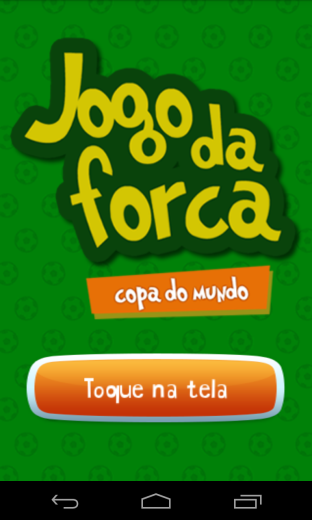 Jogo da
forca
copa do mundo
Toque na tela